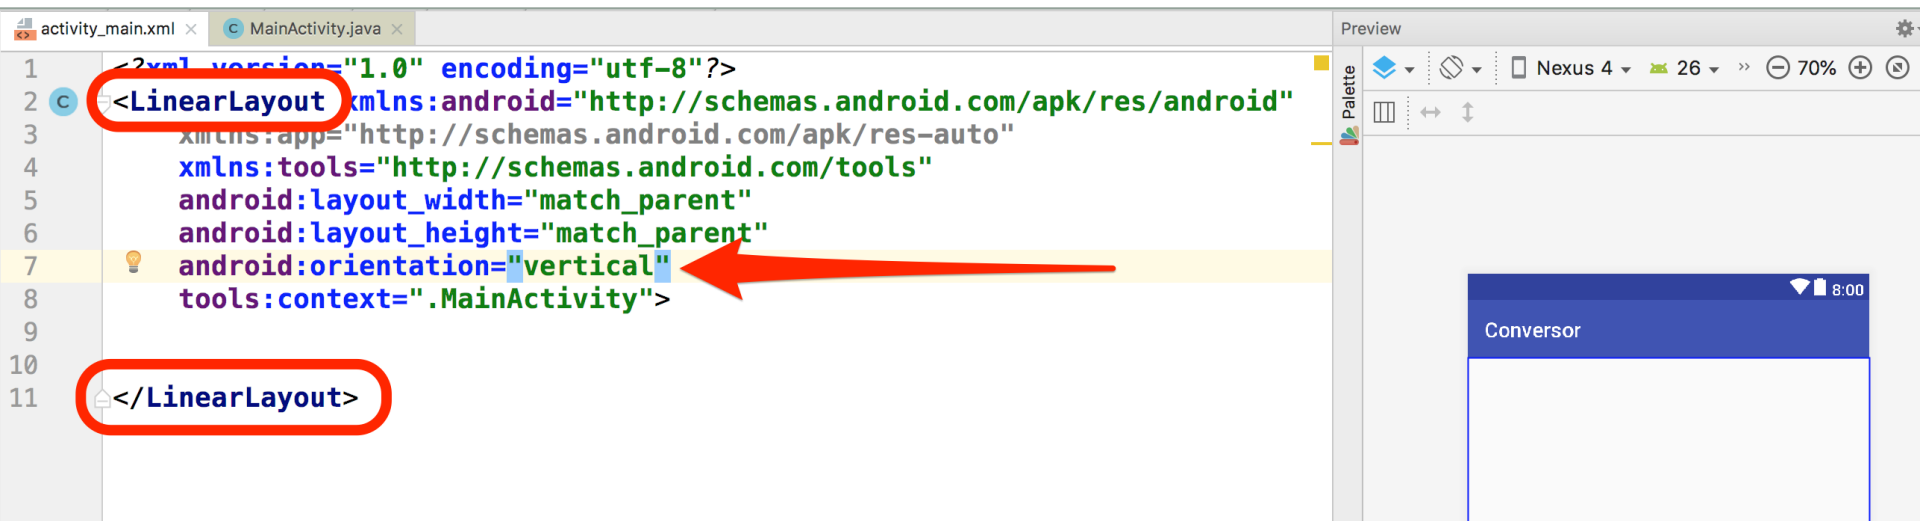 activity_main.xml
MainActivity.java
Preview
1 <?xml version="1.0" encoding="utf-8"?>
2 <LinearLayout xmlns:android="http://schemas.android.com/apk/res/android"
3 xmlns:app="http://schemas.android.com/apk/res-auto"
4 xmlns:tools="http://schemas.android.com/tools"
5 android:layout_width="match_parent"
6 android:layout_height="match_parent"
7 android:orientation="vertical"
8 tools:context=".MainActivity">
9
10
11 </LinearLayout>
Palette
Nexus 4
26
70%
8:00
Conversor